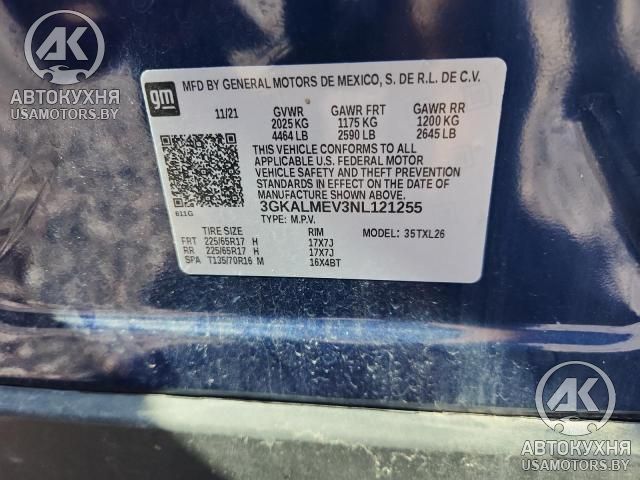 AK
АВТОКУХНЯ
USAMOTORS.BY
gm
MFD BY GENERAL MOTORS DE MEXICO, S. DE R.L. DE C.V.
11/21 GVWR GAWR FRT GAWR RR
2025 KG 1175 KG 1200 KG
4464 LB 2590 LB 2645 LB
THIS VEHICLE CONFORMS TO ALL
APPLICABLE U.S. FEDERAL MOTOR
VEHICLE SAFETY AND THEFT PREVENTION
STANDARDS IN EFFECT ON THE DATE OF
MANUFACTURE SHOWN ABOVE.
3GKALMEV3NL121255
611G TYPE: M.P.V.
TIRE SIZE RIM MODEL: 35TXL26
FRT 225/65R17 H 17X7J
RR 225/65R17 H 17X7J
SPA T135/70R16 M 16X4BT
AK
АВТОКУХНЯ
USAMOTORS.BY